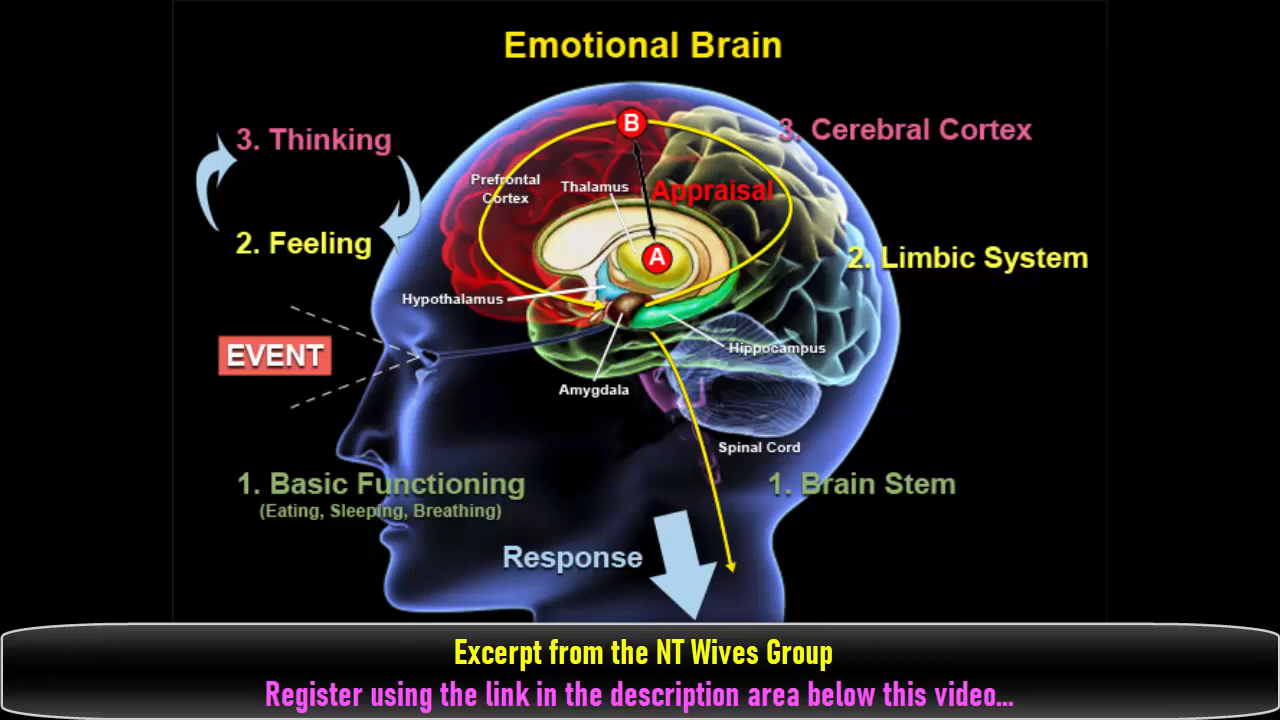 Emotional Brain
B
3. Thinking
3. Cerebral Cortex
Prefrontal
Cortex
Thalamus
Appraisal
2. Feeling
A
2. Limbic System
Hypothalamus
EVENT
Hippocampus
Amygdala
Spinal Cord
1. Basic Functioning
(Eating, Sleeping, Breathing)
1. Brain Stem
Response
Excerpt from the NT Wives Group
Register using the link in the description area below this video...